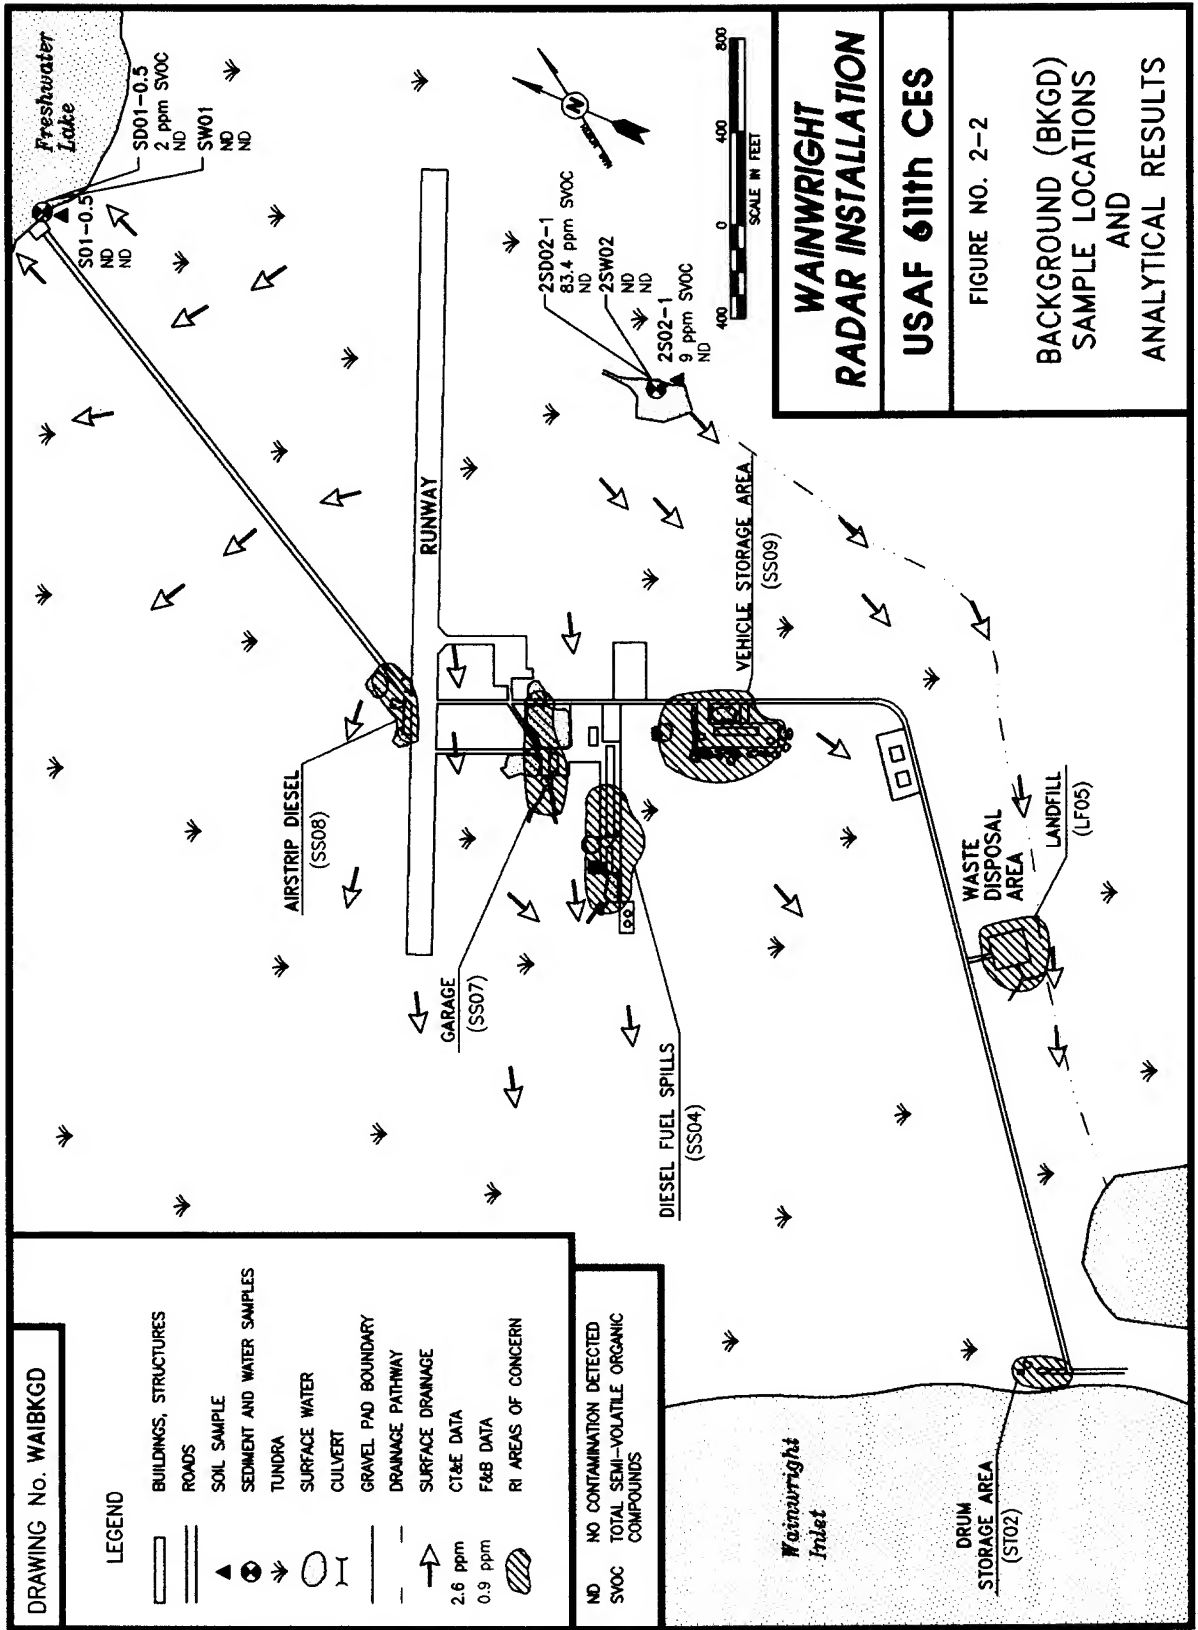 DRAWING No. WAIBKGD
LEGEND
BUILDINGS, STRUCTURES
ROADS
SOIL SAMPLE
SEDIMENT AND WATER SAMPLES
TUNDRA
SURFACE WATER
CULVERT
GRAVEL PAD BOUNDARY
DRAINAGE PATHWAY
SURFACE DRAINAGE
2.6 ppm CT&E DATA
0.9 ppm F&B DATA
RI AREAS OF CONCERN
ND NO CONTAMINATION DETECTED
SVOC TOTAL SEMI-VOLATILE ORGANIC
COMPOUNDS
Freshwater
Lake
SD01-0.5
2 ppm SVOC
ND
SW01
ND
ND
S01-0.5
ND
ND
RUNWAY
AIRSTRIP DIESEL
(SS08)
GARAGE
(SS07)
DIESEL FUEL SPILLS
(SS04)
VEHICLE STORAGE AREA
(SS09)
2SD02-1
83.4 ppm SVOC
ND
2SW02
ND
ND
2S02-1
9 ppm SVOC
ND
WASTE
DISPOSAL
AREA
LANDFILL
(LF05)
Wainwright
Inlet
DRUM
STORAGE AREA
(ST02)
N
400 0 400 800
SCALE IN FEET
WAINWRIGHT
RADAR INSTALLATION
USAF 611th CES
FIGURE NO. 2-2
BACKGROUND (BKGD)
SAMPLE LOCATIONS
AND
ANALYTICAL RESULTS